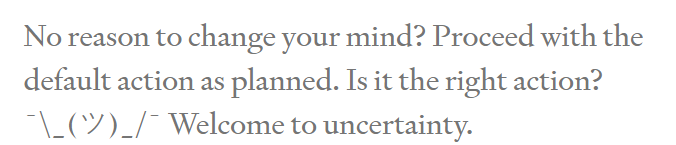 No reason to change your mind? Proceed with the
default action as planned. Is it the right action?
¯\_(ツ)_/¯ Welcome to uncertainty.